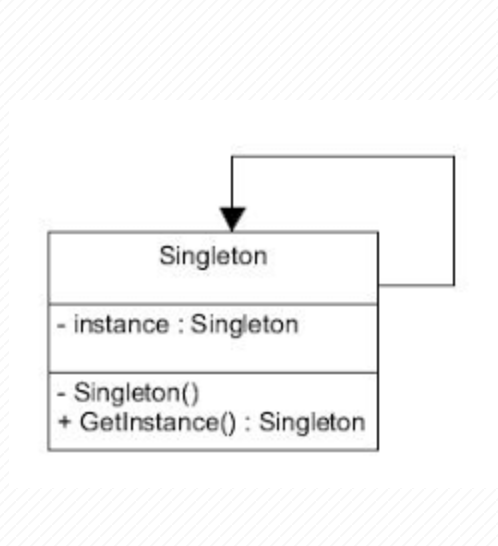 Singleton
- instance : Singleton
- Singleton()
+ GetInstance() : Singleton